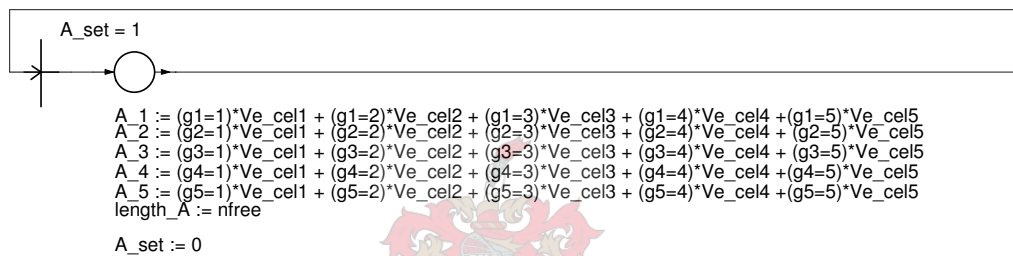 A_set = 1
A_1 := (g1=1)*Ve_cel1 + (g1=2)*Ve_cel2 + (g1=3)*Ve_cel3 + (g1=4)*Ve_cel4 +(g1=5)*Ve_cel5
A_2 := (g2=1)*Ve_cel1 + (g2=2)*Ve_cel2 + (g2=3)*Ve_cel3 + (g2=4)*Ve_cel4 + (g2=5)*Ve_cel5
A_3 := (g3=1)*Ve_cel1 + (g3=2)*Ve_cel2 + (g3=3)*Ve_cel3 + (g3=4)*Ve_cel4 + (g3=5)*Ve_cel5
A_4 := (g4=1)*Ve_cel1 + (g4=2)*Ve_cel2 + (g4=3)*Ve_cel3 + (g4=4)*Ve_cel4 +(g4=5)*Ve_cel5
A_5 := (g5=1)*Ve_cel1 + (g5=2)*Ve_cel2 + (g5=3)*Ve_cel3 + (g5=4)*Ve_cel4 +(g5=5)*Ve_cel5
length_A := nfree
A_set := 0